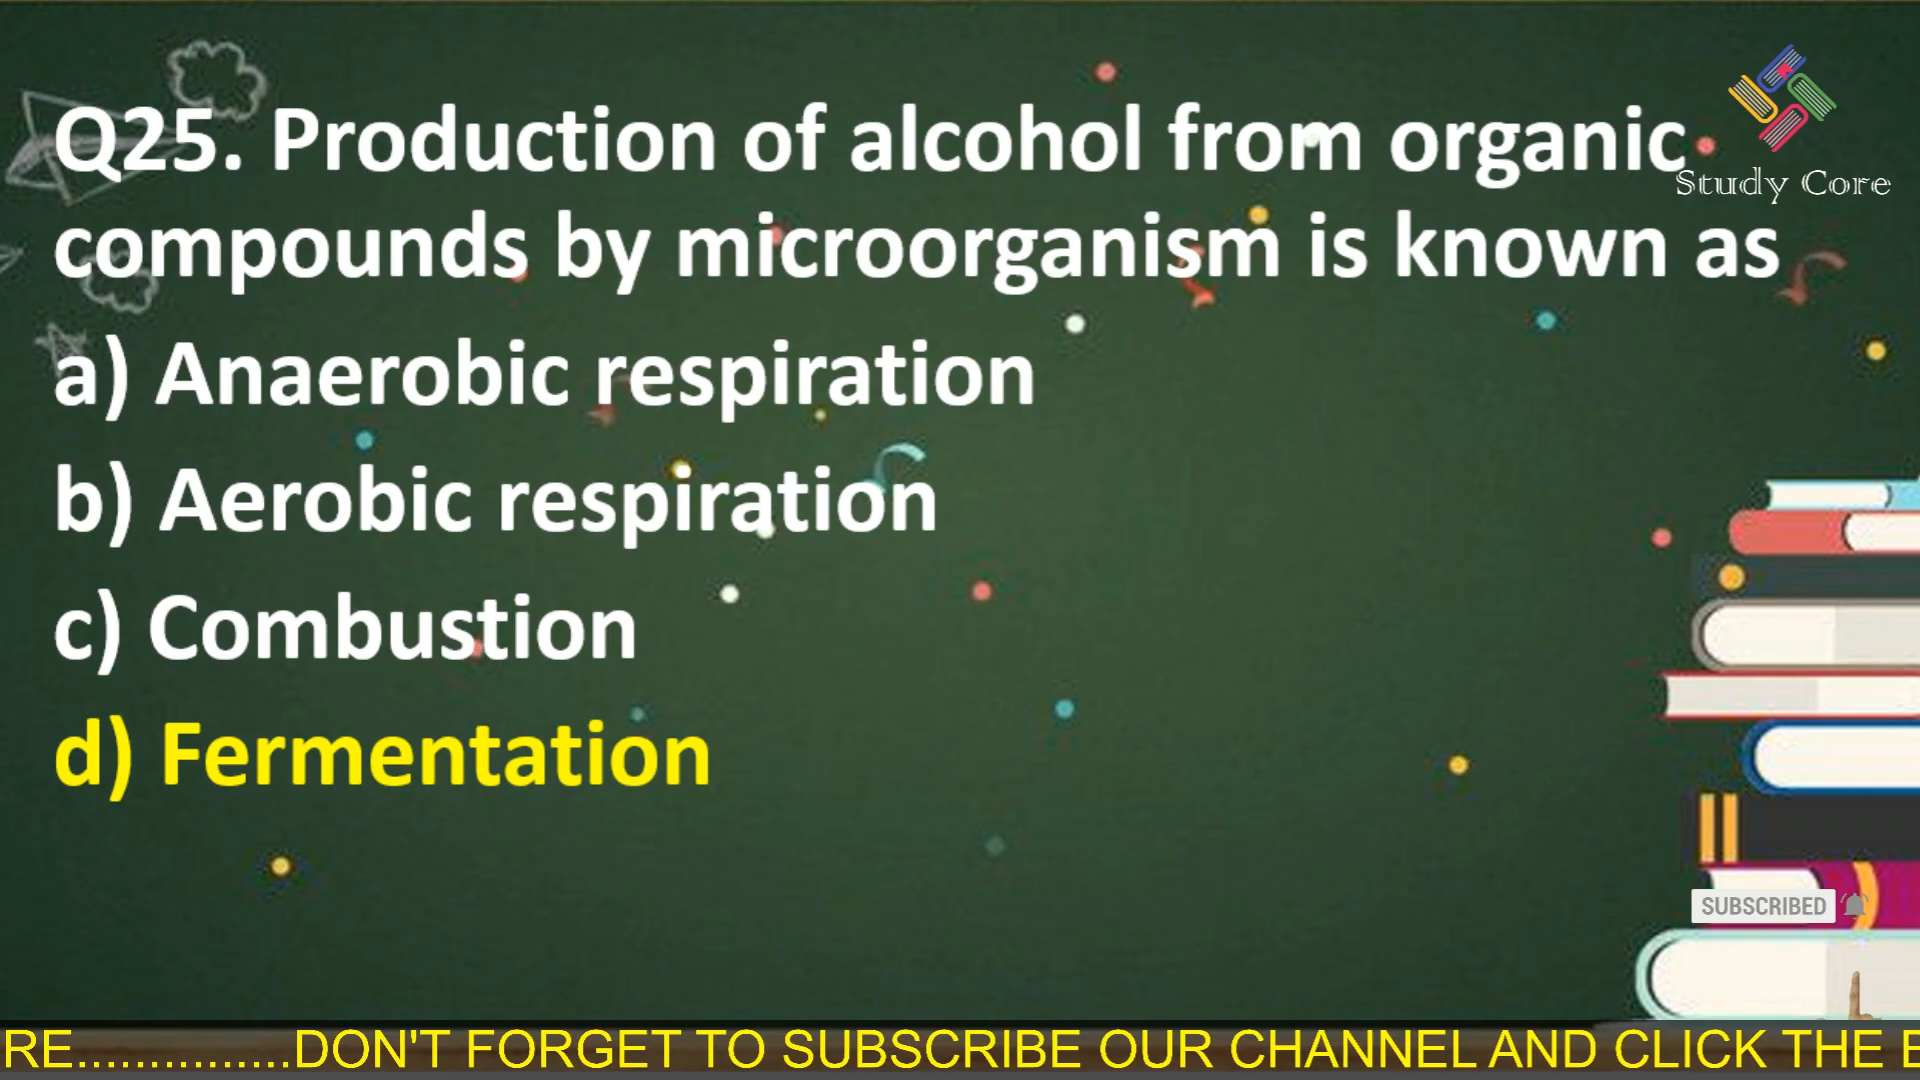 Q25. Production of alcohol from organic
Study Core
compounds by microorganism is known as
a) Anaerobic respiration
b) Aerobic respiration
c) Combustion
d) Fermentation
SUBSCRIBED
RE...............DON'T FORGET TO SUBSCRIBE OUR CHANNEL AND CLICK THE